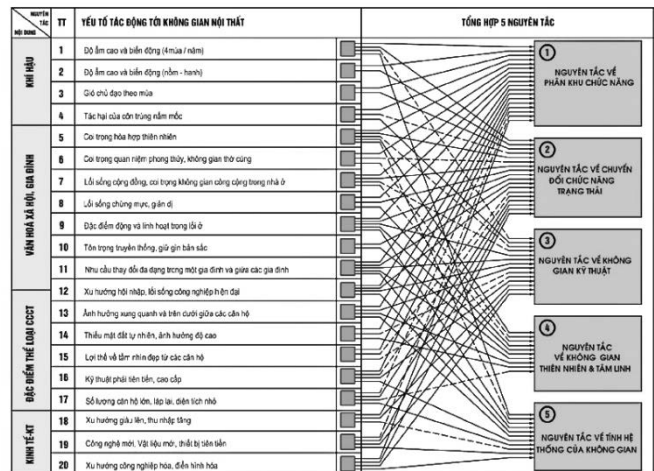 NGUYÊN TẮC
NỘI DUNG
TT
YẾU TỐ TÁC ĐỘNG TỚI KHÔNG GIAN NỘI THẤT
TỔNG HỢP 5 NGUYÊN TẮC
KHÍ HẬU
1 Độ ẩm cao và biến động (4mùa / năm)
2 Độ ẩm cao và biến động (nồm - hanh)
3 Gió chủ đạo theo mùa
4 Tác hại của côn trùng nấm mốc
VĂN HOÁ XÃ HỘI, GIA ĐÌNH
5 Coi trọng hòa hợp thiên nhiên
6 Coi trọng quan niệm phong thủy, không gian thờ cúng
7 Lối sống cộng đồng, coi trọng không gian công cộng trong nhà ở
8 Lối sống chừng mực, giản dị
9 Đặc điểm động và linh hoạt trong lối ở
10 Tôn trọng truyền thống, giữ gìn bản sắc
11 Nhu cầu thay đổi đa dạng trong một gia đình và giữa các gia đình
12 Xu hướng hội nhập, lối sống công nghiệp hiện đại
ĐẶC ĐIỂM THỂ LOẠI CCCT
13 Ảnh hưởng xung quanh và trên dưới giữa các căn hộ
14 Thiếu mặt đất tự nhiên, ảnh hưởng độ cao
15 Lợi thế về tầm nhìn đẹp từ các căn hộ
16 Kỹ thuật phải tiên tiến, cao cấp
17 Số lượng căn hộ lớn, lặp lại, diện tích nhỏ
KINH TẾ-KT
18 Xu hướng giàu lên, thu nhập tăng
19 Công nghệ mới, Vật liệu mới, thiết bị tiên tiến
20 Xu hướng công nghiệp hóa, điển hình hóa
1
NGUYÊN TẮC VỀ
PHÂN KHU CHỨC NĂNG
2
NGUYÊN TẮC VỀ CHUYỂN
ĐỔI CHỨC NĂNG
TRẠNG THÁI
3
NGUYÊN TẮC VỀ KHÔNG
GIAN KỸ THUẬT
4
NGUYÊN TẮC
VỀ KHÔNG GIAN
THIÊN NHIÊN & TÂM LINH
5
NGUYÊN TẮC VỀ TÍNH HỆ
THỐNG CỦA KHÔNG GIAN